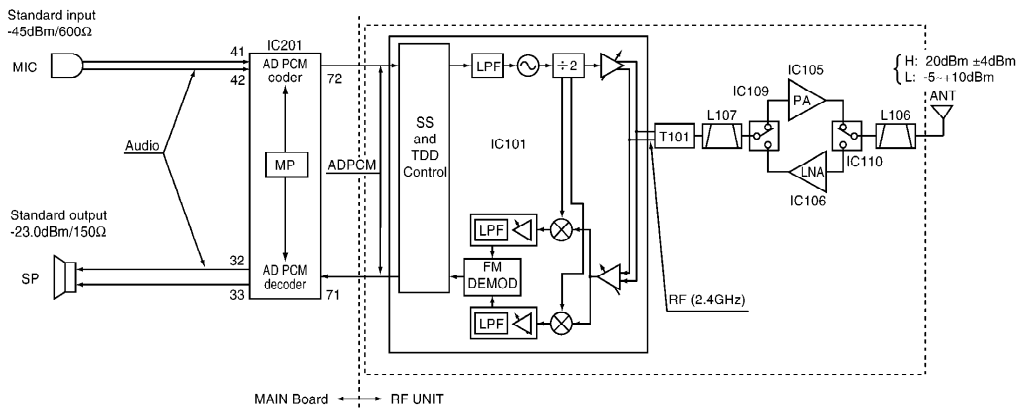 Standard input
-45dBm/600Ω
MIC
41
42
IC201
AD PCM
coder
72
Audio
MP
ADPCM
Standard output
-23.0dBm/150Ω
SP
32
33
AD PCM
decoder
71
SS
and
TDD
Control
LPF
÷2
IC101
LPF
FM
DEMOD
LPF
T101
L107
IC109
IC105
PA
LNA
IC106
IC110
L106
H: 20dBm ±4dBm
L: -5~+10dBm
ANT
RF (2.4GHz)
MAIN Board
RF UNIT